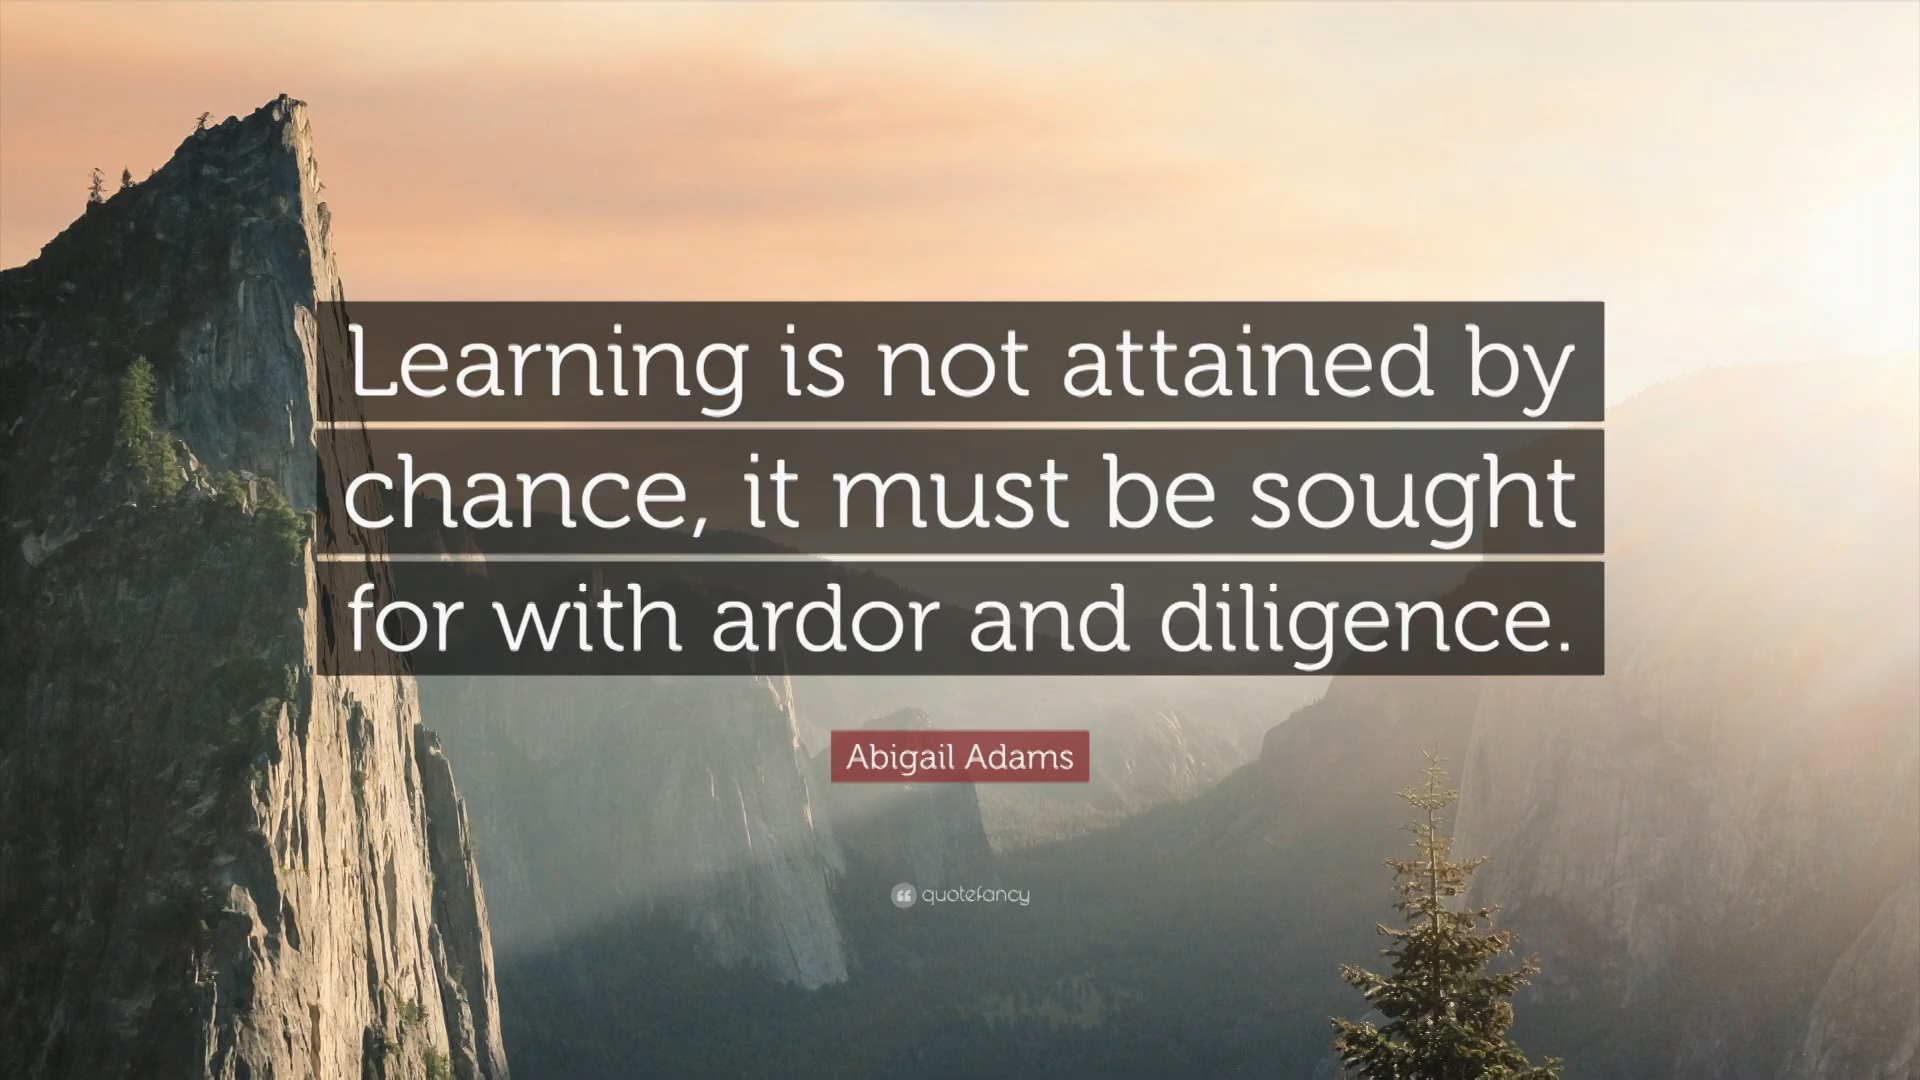 Learning is not attained by
chance, it must be sought
for with ardor and diligence.
Abigail Adams
quotefancy